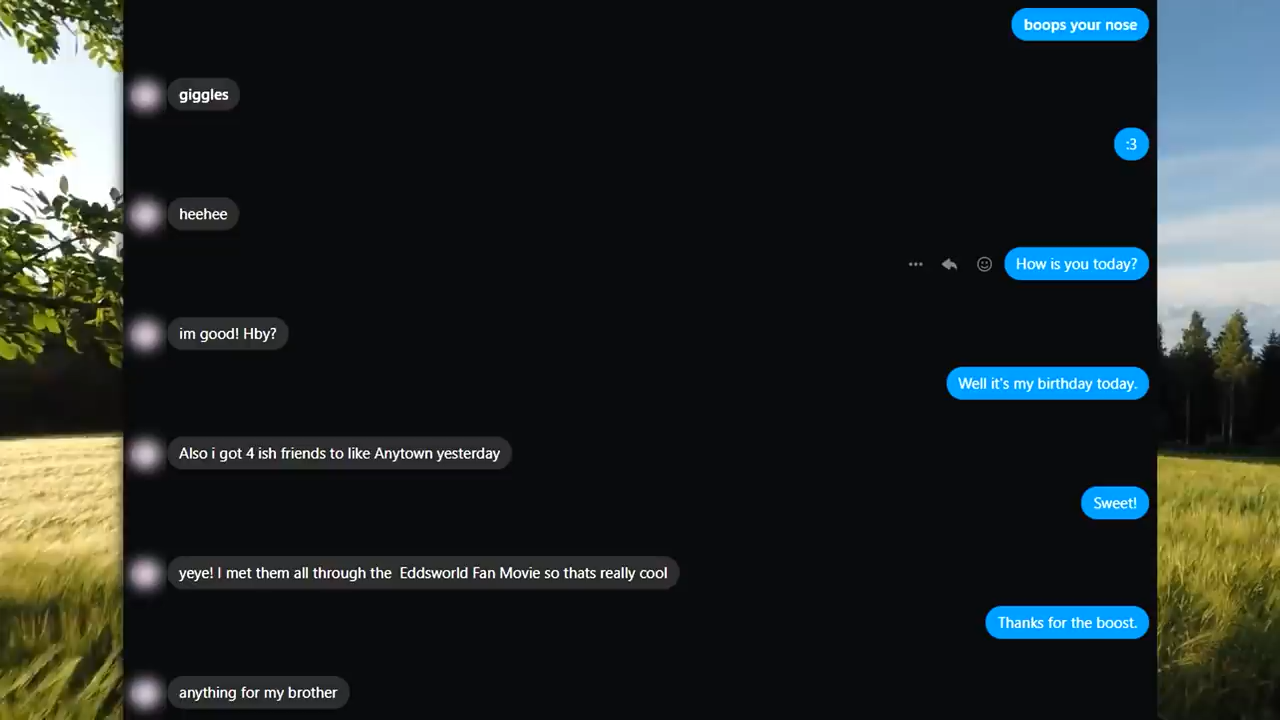 boops your nose
giggles
:3
heehee
How is you today?
im good! Hby?
Well it's my birthday today.
Also i got 4 ish friends to like Anytown yesterday
Sweet!
yeye! I met them all through the  Eddsworld Fan Movie so thats really cool
Thanks for the boost.
anything for my brother